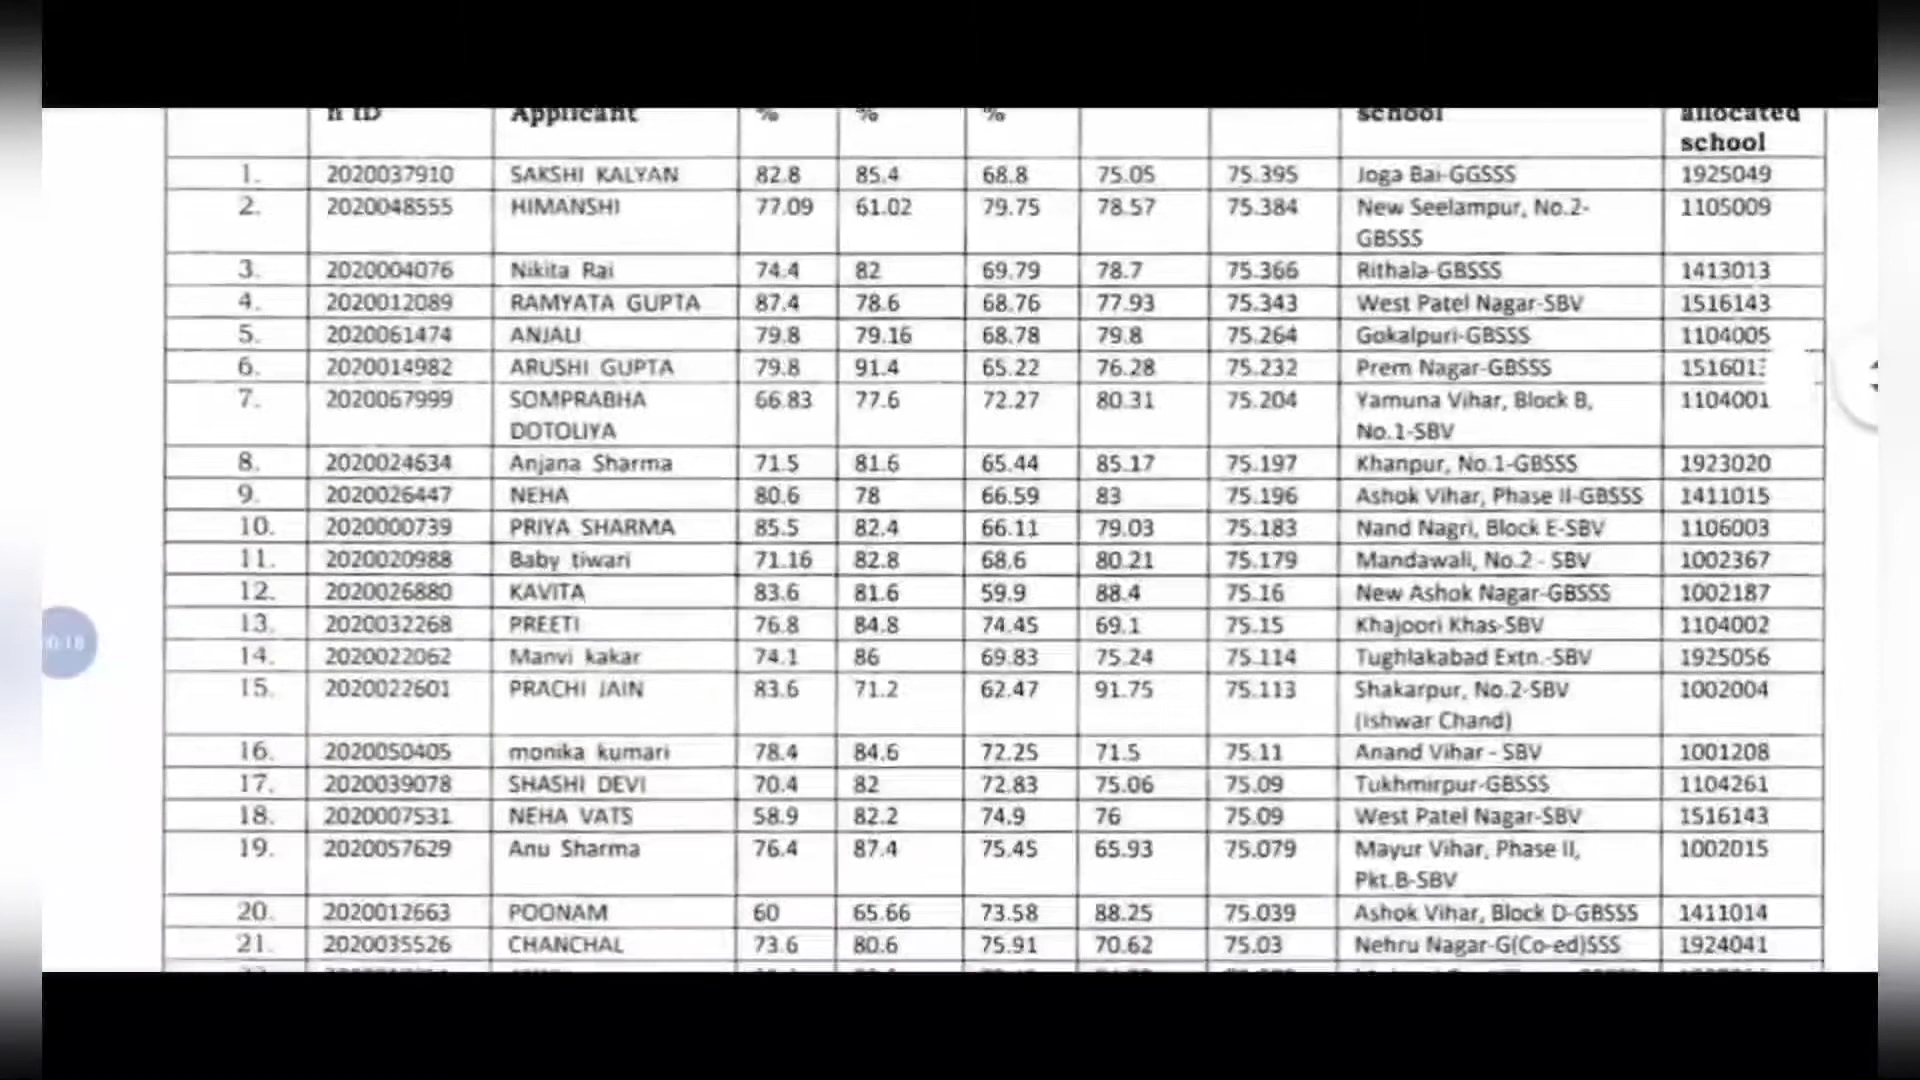 n ID Applicant % % % school allocated
school
1. 2020037910 SAKSHI KALYAN 82.8 85.4 68.8 75.05 75.395 Joga Bai-GGSSS 1925049
2. 2020048555 HIMANSHI 77.09 61.02 79.75 78.57 75.384 New Seelampur, No.2- 1105009
GBSSS
3. 2020004076 Nikita Rai 74.4 82 69.79 78.7 75.366 Rithala-GBSSS 1413013
4. 2020012089 RAMYATA GUPTA 87.4 78.6 68.76 77.93 75.343 West Patel Nagar-SBV 1516143
5. 2020061474 ANJALI 79.8 79.16 68.78 79.8 75.264 Gokalpuri-GBSSS 1104005
6. 2020014982 ARUSHI GUPTA 79.8 91.4 65.22 76.28 75.232 Prem Nagar-GBSSS
7. 2020067999 SOMPRABHA 66.83 77.6 72.27 80.31 75.204 Yamuna Vihar, Block B, 1104001
DOTOLIYA No.1-SBV
8. 2020024634 Anjana Sharma 71.5 81.6 65.44 85.17 75.197 Khanpur, No.1-GBSSS 1923020
9. 2020026447 NEHA 80.6 78 66.59 83 75.196 Ashok Vihar, Phase II-GBSSS 1411015
10. 2020000739 PRIYA SHARMA 85.5 82.4 66.11 79.03 75.183 Nand Nagri, Block E-SBV 1106003
11. 2020020988 Baby tiwari 71.16 82.8 68.6 80.21 75.179 Mandawali, No.2 - SBV 1002367
12. 2020026880 KAVITA 83.6 81.6 59.9 88.4 75.16 New Ashok Nagar-GBSSS 1002187
13. 2020032268 PREETI 76.8 84.8 74.45 69.1 75.15 Khajoori Khas-SBV 1104002
14. 2020022062 Manvi kakar 74.1 86 69.83 75.24 75.114 Tughlakabad Extn.-SBV 1925056
15. 2020022601 PRACHI JAIN 83.6 71.2 62.47 91.75 75.113 Shakarpur, No.2-SBV 1002004
(Ishwar Chand)
16. 2020050405 monika kumari 78.4 84.6 72.25 71.5 75.11 Anand Vihar - SBV 1001208
17. 2020039078 SHASHI DEVI 70.4 82 72.83 75.06 75.09 Tukhmirpur-GBSSS 1104261
18. 2020007531 NEHA VATS 58.9 82.2 74.9 76 75.09 West Patel Nagar-SBV 1516143
19. 2020057629 Anu Sharma 76.4 87.4 75.45 65.93 75.079 Mayur Vihar, Phase II, 1002015
Pkt.B-SBV
20. 2020012663 POONAM 60 65.66 73.58 88.25 75.039 Ashok Vihar, Block D-GBSSS 1411014
21. 2020035526 CHANCHAL 73.6 80.6 75.91 70.62 75.03 Nehru Nagar-G(Co-ed)SSS 1924041